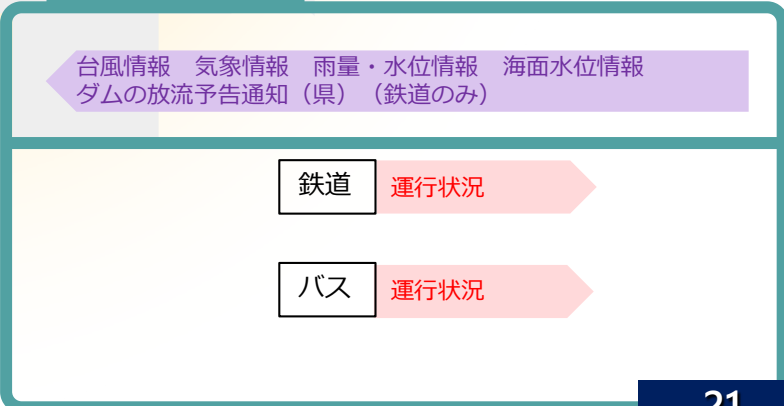 台風情報　気象情報　雨量・水位情報　海面水位情報
ダムの放流予告通知（県）（鉄道のみ）
鉄道 運行状況
バス 運行状況
21